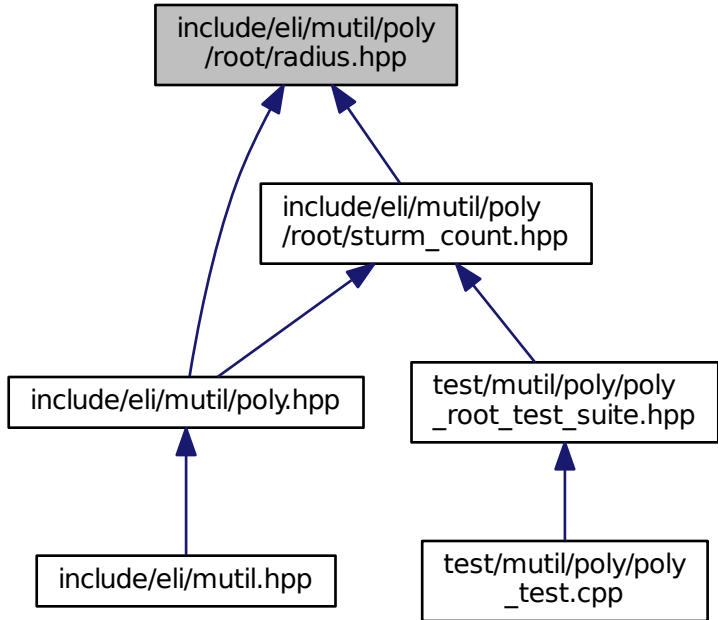 include/eli/mutil/poly
/root/radius.hpp
include/eli/mutil/poly
/root/sturm_count.hpp
include/eli/mutil/poly.hpp
test/mutil/poly/poly
_root_test_suite.hpp
include/eli/mutil.hpp
test/mutil/poly/poly
_test.cpp